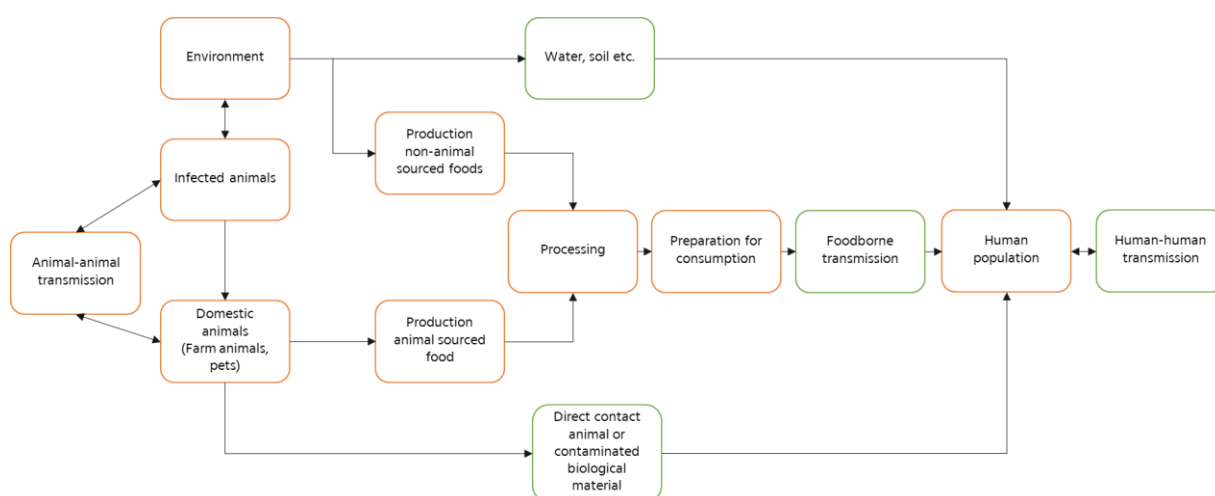 Environment
Water, soil etc.
Production
non-animal
sourced foods
Infected animals
Animal-animal
transmission
Processing
Preparation for
consumption
Foodborne
transmission
Human
population
Human-human
transmission
Domestic
animals
(Farm animals,
pets)
Production
animal sourced
food
Direct contact
animal or
contaminated
biological
material